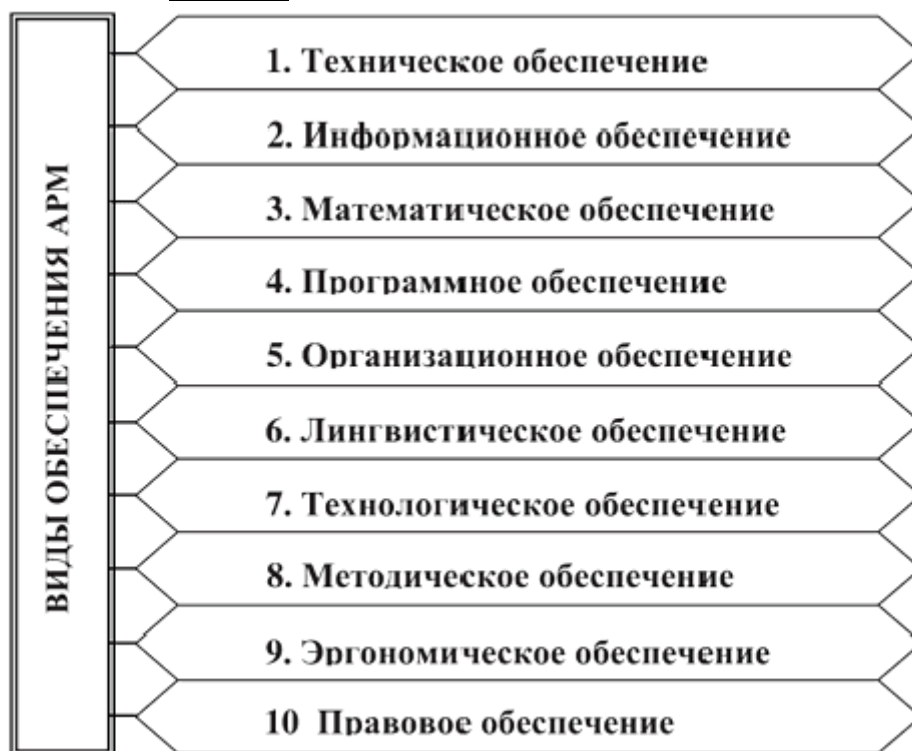 ВИДЫ ОБЕСПЕЧЕНИЯ АРМ
1. Техническое обеспечение
2. Информационное обеспечение
3. Математическое обеспечение
4. Программное обеспечение
5. Организационное обеспечение
6. Лингвистическое обеспечение
7. Технологическое обеспечение
8. Методическое обеспечение
9. Эргономическое обеспечение
10 Правовое обеспечение